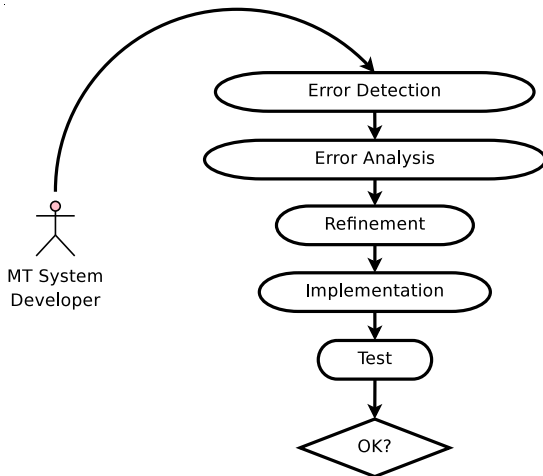 Error Detection
Error Analysis
Refinement
MT System
Developer
Implementation
Test
OK?